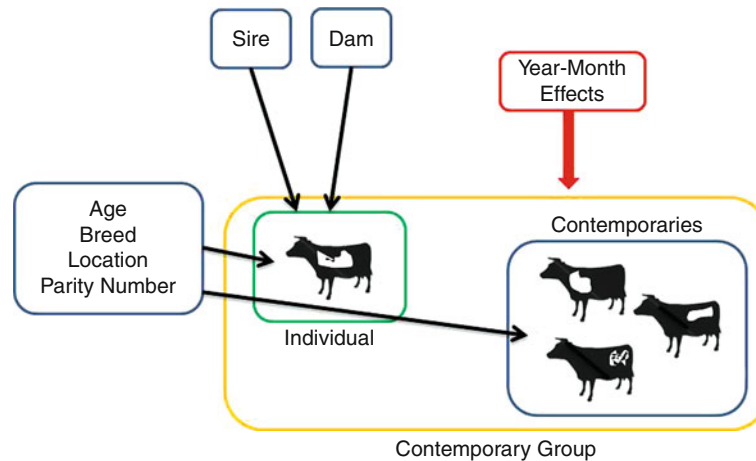 Sire
Dam
Year-Month
Effects
Age
Breed
Location
Parity Number
Contemporaries
Individual
Contemporary Group